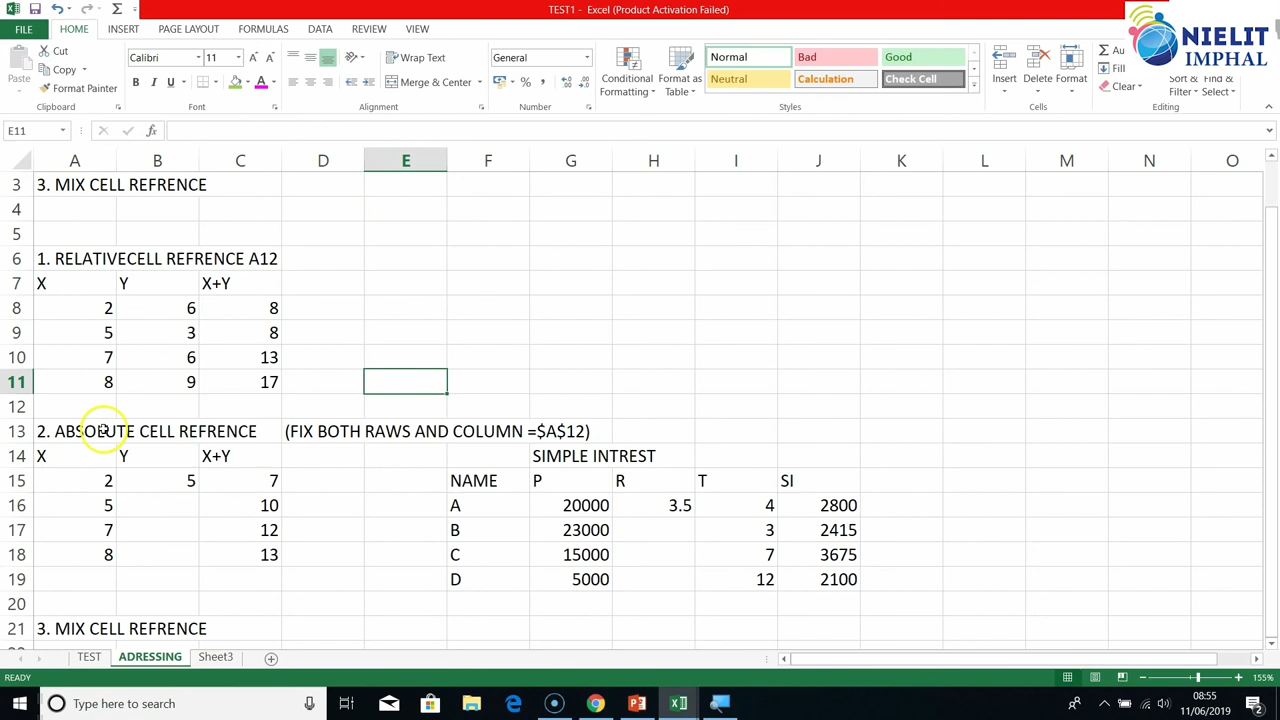 TEST1 - Excel (Product Activation Failed)
NIELIT
IMPHAL
FILE HOME INSERT PAGE LAYOUT FORMULAS DATA REVIEW VIEW
Paste
Cut
Copy
Format Painter
Calibri 11
Wrap Text
Merge & Center
General
% ,
Conditional Formatting
Format as Table
Normal Bad Good
Neutral Calculation Check Cell
Insert Delete Format
Au
Fill
Clear
Sort & Filter
Find & Select
Clipboard Font Alignment Number Styles Cells Editing
E11
A B C D E F G H I J K L M N O
3 3. MIX CELL REFRENCE
4
5
6 1. RELATIVECELL REFRENCE A12
7 X Y X+Y
8 2 6 8
9 5 3 8
10 7 6 13
11 8 9 17
12
13 2. ABSOLUTE CELL REFRENCE (FIX BOTH RAWS AND COLUMN =$A$12)
14 X Y X+Y SIMPLE INTREST
15 2 5 7 NAME P R T SI
16 5 10 A 20000 3.5 4 2800
17 7 12 B 23000 3 2415
18 8 13 C 15000 7 3675
19 D 5000 12 2100
20
21 3. MIX CELL REFRENCE
TEST ADRESSING Sheet3
READY
155%
Type here to search
08:55
11/06/2019
2